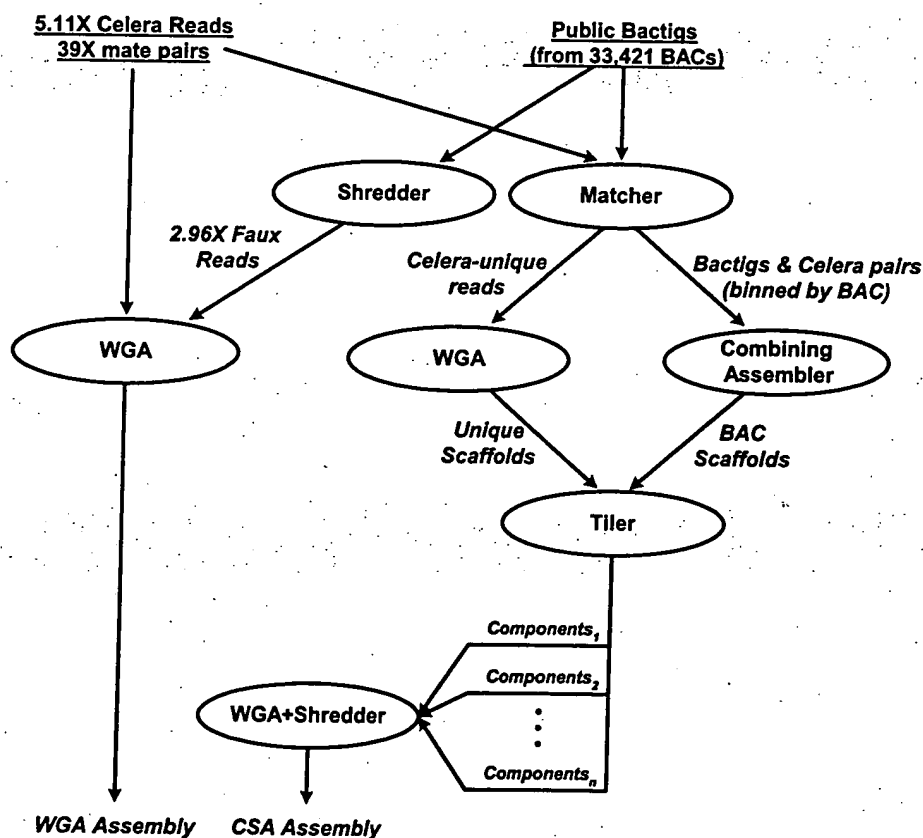 5.11X Celera Reads
39X mate pairs
Public Bactigs
(from 33,421 BACs)
Shredder
Matcher
2.96X Faux
Reads
Celera-unique
reads
Bactigs & Celera pairs
(binned by BAC)
WGA
WGA
Combining
Assembler
Unique
Scaffolds
BAC
Scaffolds
Tiler
Components1
Components2
WGA+Shredder
Componentsn
WGA Assembly
CSA Assembly